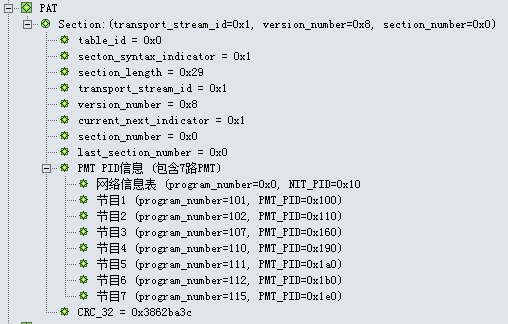 PAT
Section:(transport_stream_id=0x1, version_number=0x8, section_number=0x0)
table_id = 0x0
secton_syntax_indicator = 0x1
section_length = 0x29
transport_stream_id = 0x1
version_number = 0x8
current_next_indicator = 0x1
section_number = 0x0
last_section_number = 0x0
PMT PID信息 (包含7路PMT)
网络信息表 (program_number=0x0, NIT_PID=0x10
节目1 (program_number=101, PMT_PID=0x100)
节目2 (program_number=102, PMT_PID=0x110)
节目3 (program_number=107, PMT_PID=0x160)
节目4 (program_number=110, PMT_PID=0x190)
节目5 (program_number=111, PMT_PID=0x1a0)
节目6 (program_number=112, PMT_PID=0x1b0)
节目7 (program_number=115, PMT_PID=0x1e0)
CRC_32 = 0x3862ba3c